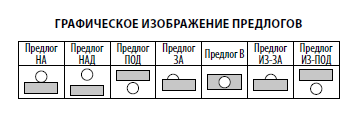 ГРАФИЧЕСКОЕ ИЗОБРАЖЕНИЕ ПРЕДЛОГОВ
Предлог НА
Предлог НАД
Предлог ПОД
Предлог ЗА
Предлог В
Предлог ИЗ-ЗА
Предлог ИЗ-ПОД